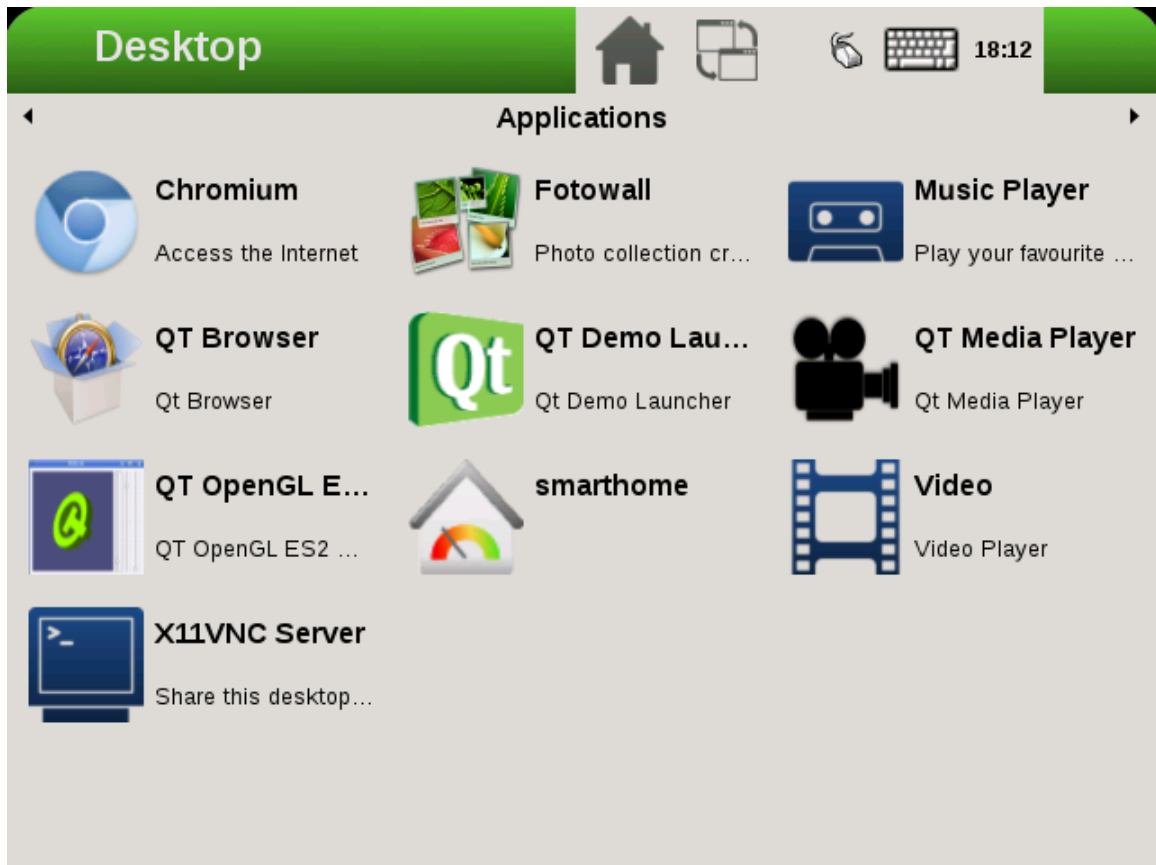 Desktop
18:12
Applications
Chromium
Access the Internet
Fotowall
Photo collection cr...
Music Player
Play your favourite ...
QT Browser
Qt Browser
QT Demo Lau...
Qt Demo Launcher
QT Media Player
Qt Media Player
QT OpenGL E...
QT OpenGL ES2 ...
smarthome
Video
Video Player
X11VNC Server
Share this desktop...
Qt
>_